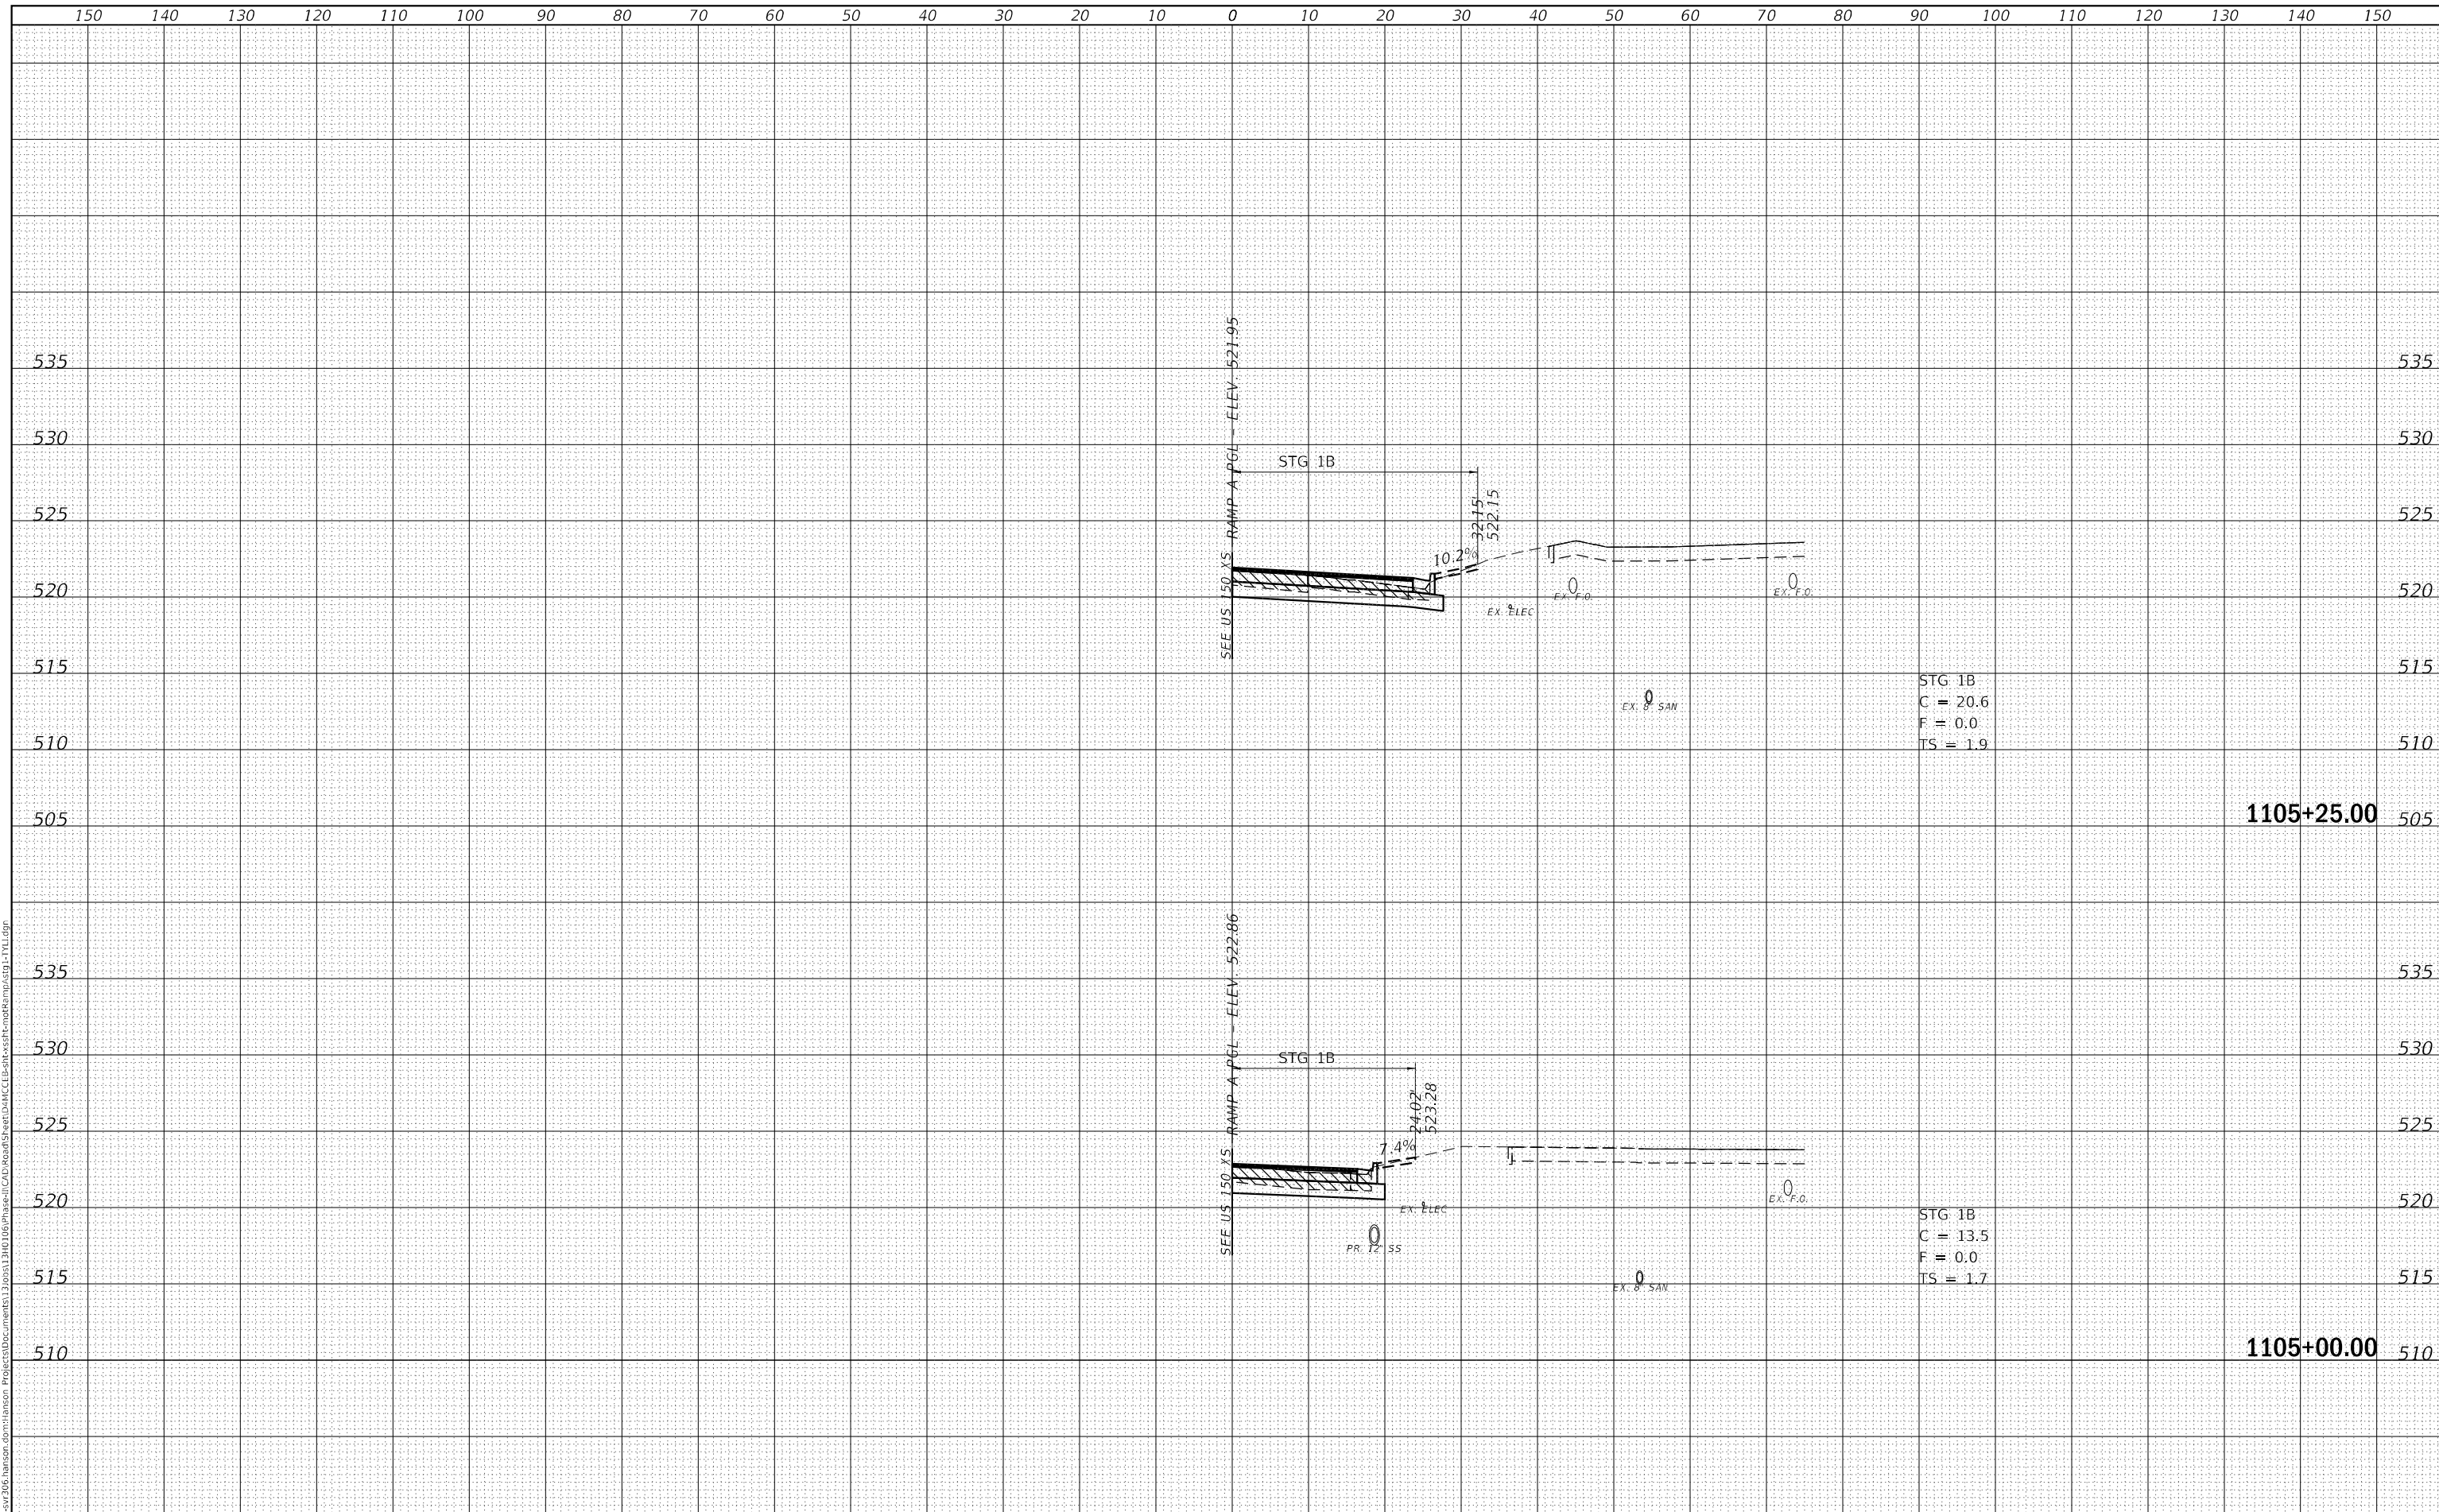 150 140 130 120 110 100 90 80 70 60 50 40 30 20 10 0 10 20 30 40 50 60 70 80 90 100 110 120 130 140 150
SEE US 150 XS RAMP A PGL - ELEV. 521.95
535 535
530 530
STG 1B
525 525
32.15'
522.15
10.2%
520 520
EX. ELEC
EX. F.O.
EX. F.O.
515 515
EX. 8" SAN
STG 1B
C = 20.6
F = 0.0
TS = 1.9
510 510
1105+25.00
505 505
SEE US 150 XS RAMP A PGL - ELEV. 522.86
535 535
530 530
STG 1B
525 525
24.02'
523.28
7.4%
520 520
EX. ELEC
EX. F.O.
PR. 12" SS
STG 1B
C = 13.5
F = 0.0
TS = 1.7
515 515
EX. 8" SAN
1105+00.00
510 510